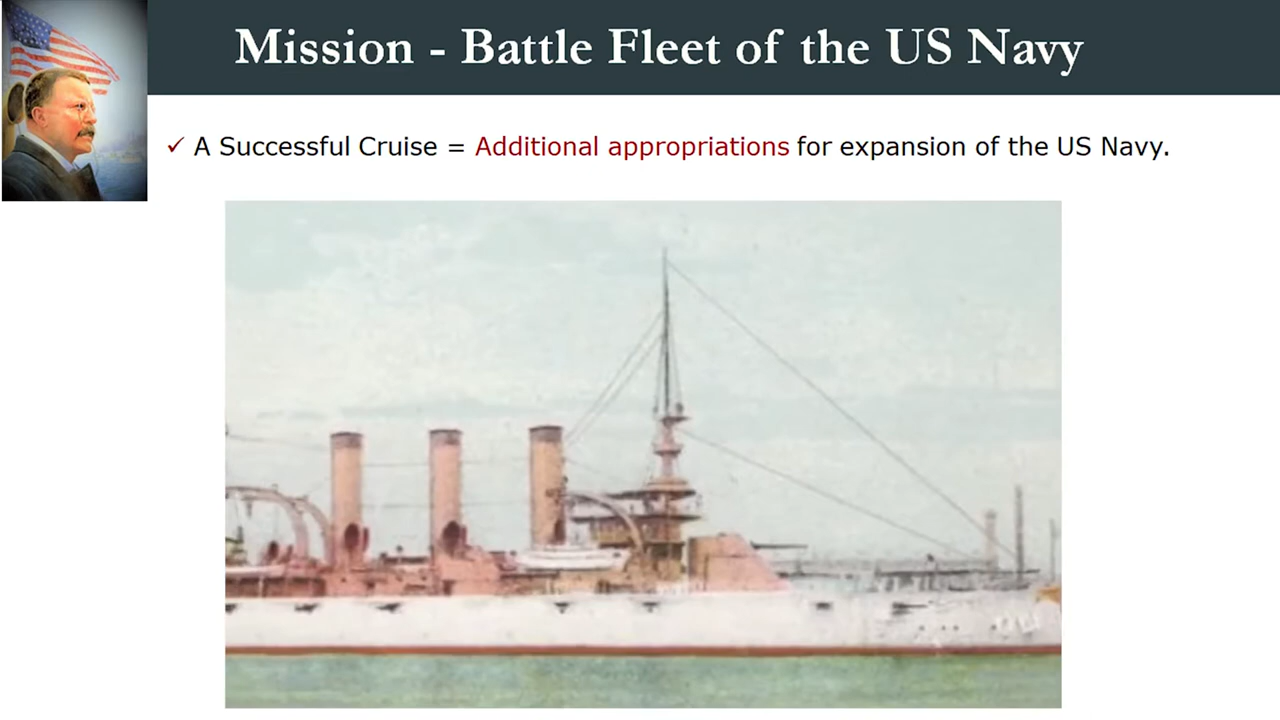 Mission - Battle Fleet of the US Navy
✓ A Successful Cruise = Additional appropriations for expansion of the US Navy.